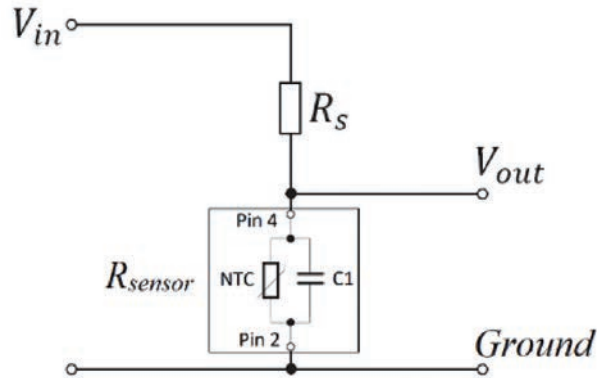 V_in
R_s
V_out
Pin 4
R_sensor
NTC
C1
Pin 2
Ground